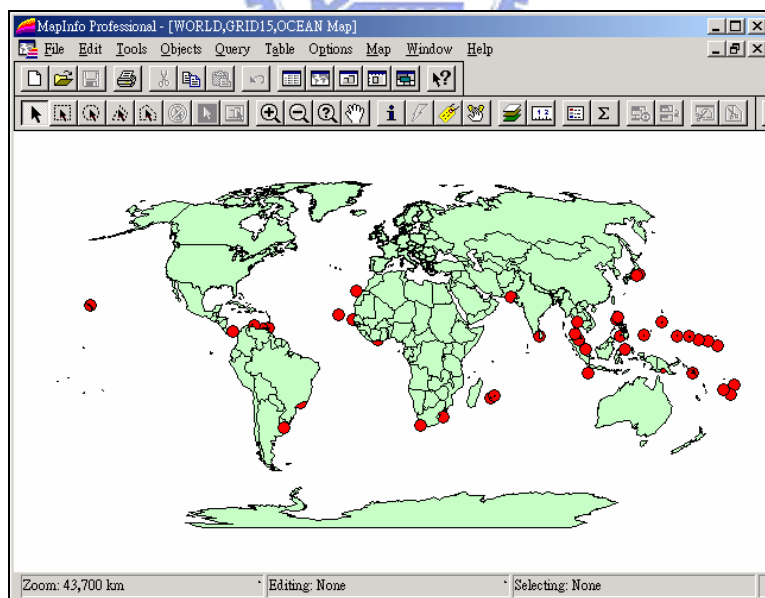 MapInfo Professional - [WORLD,GRID15,OCEAN Map]
File Edit Tools Objects Query Table Options Map Window Help
Zoom: 43,700 km Editing: None Selecting: None